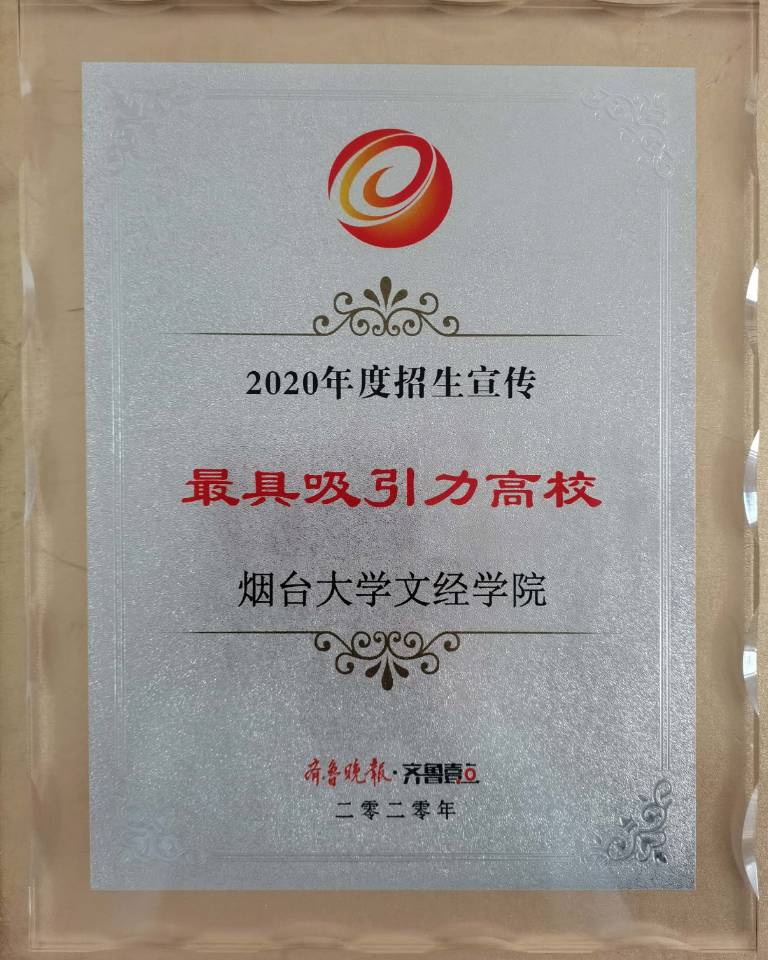 2020年度招生宣传
最具吸引力高校
烟台大学文经学院
齐鲁晚报·齐鲁壹点
二零二零年